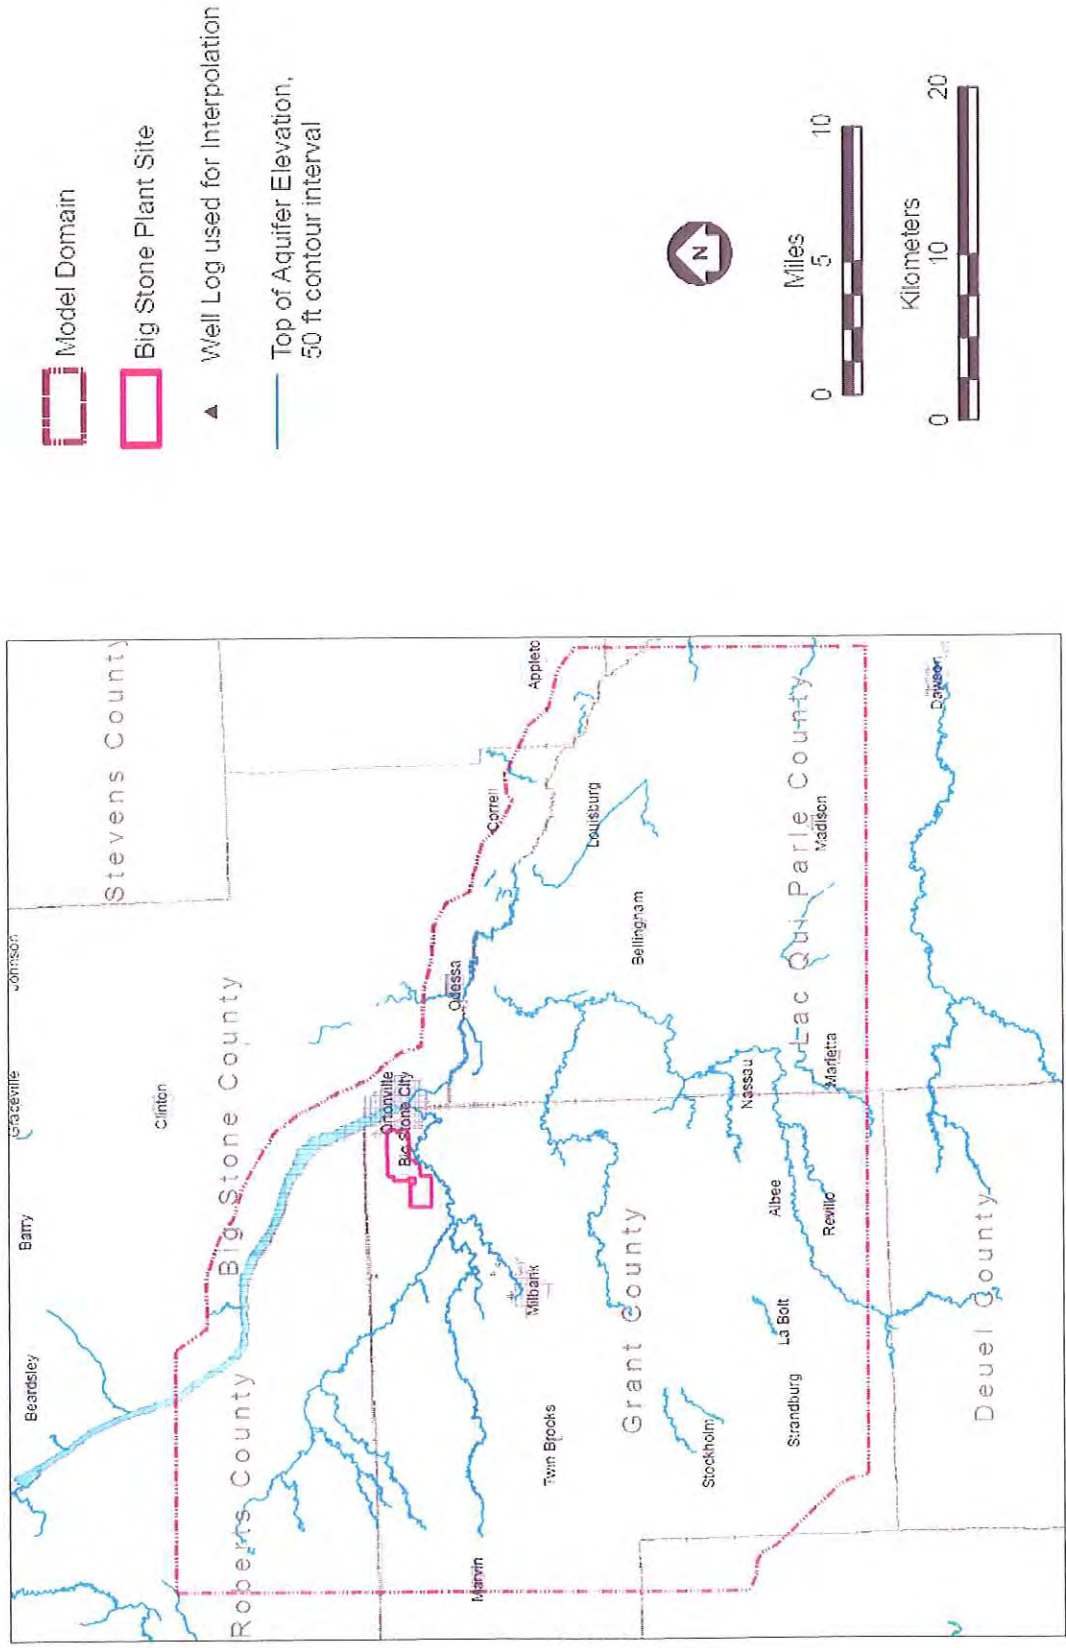 Graceville
Johnson
Barry
Beardsley
Clinton
Stevens County
Big Stone County
Roberts County
Ortonville
Big Stone City
Odessa
Correll
Appleto
Marvin
Milbank
Twin Brooks
Louisburg
Bellingham
Grant County
Stockholm
Nassau
Albee
La Bolt
Strandburg
Lac Qui Parle County
Madison
Marietta
Revillo
Dawson
Deuel County
Model Domain
Big Stone Plant Site
Well Log used for Interpolation
Top of Aquifer Elevation,
50 ft contour interval
N
Miles
0 5 10
Kilometers
0 10 20